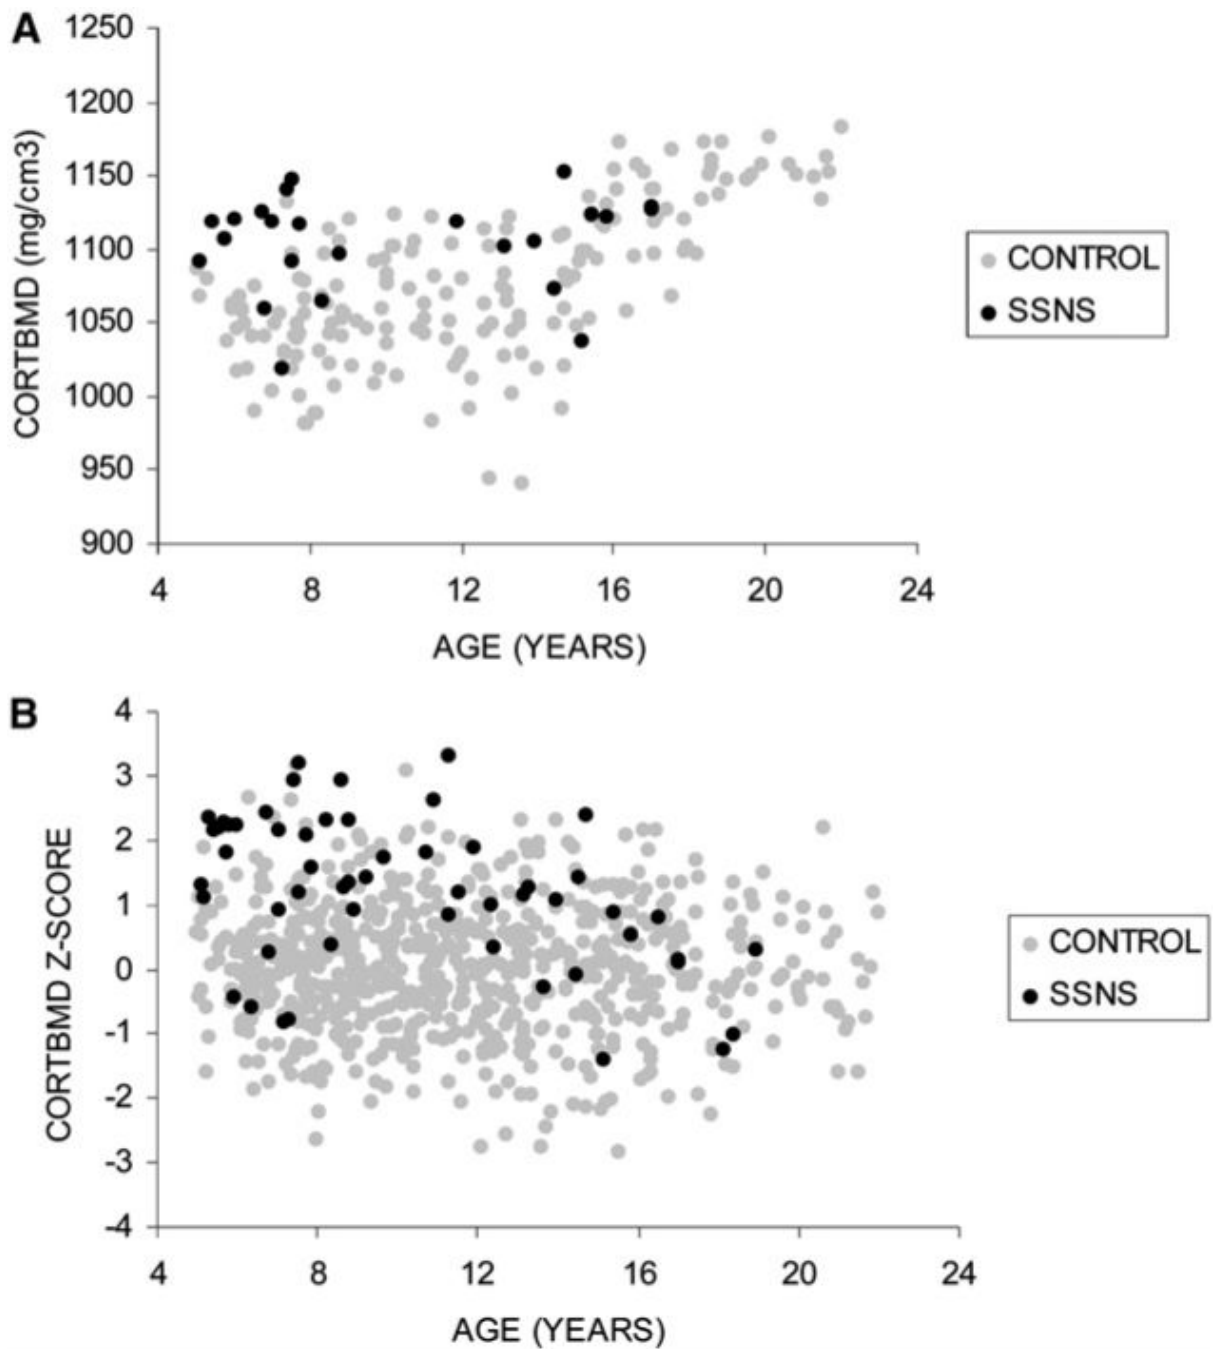 A
1250
1200
1150
1100
1050
1000
950
900
CORTBMD (mg/cm3)
4 8 12 16 20 24
AGE (YEARS)
CONTROL
SSNS
B
4
3
2
1
0
-1
-2
-3
-4
CORTBMD Z-SCORE
4 8 12 16 20 24
AGE (YEARS)
CONTROL
SSNS